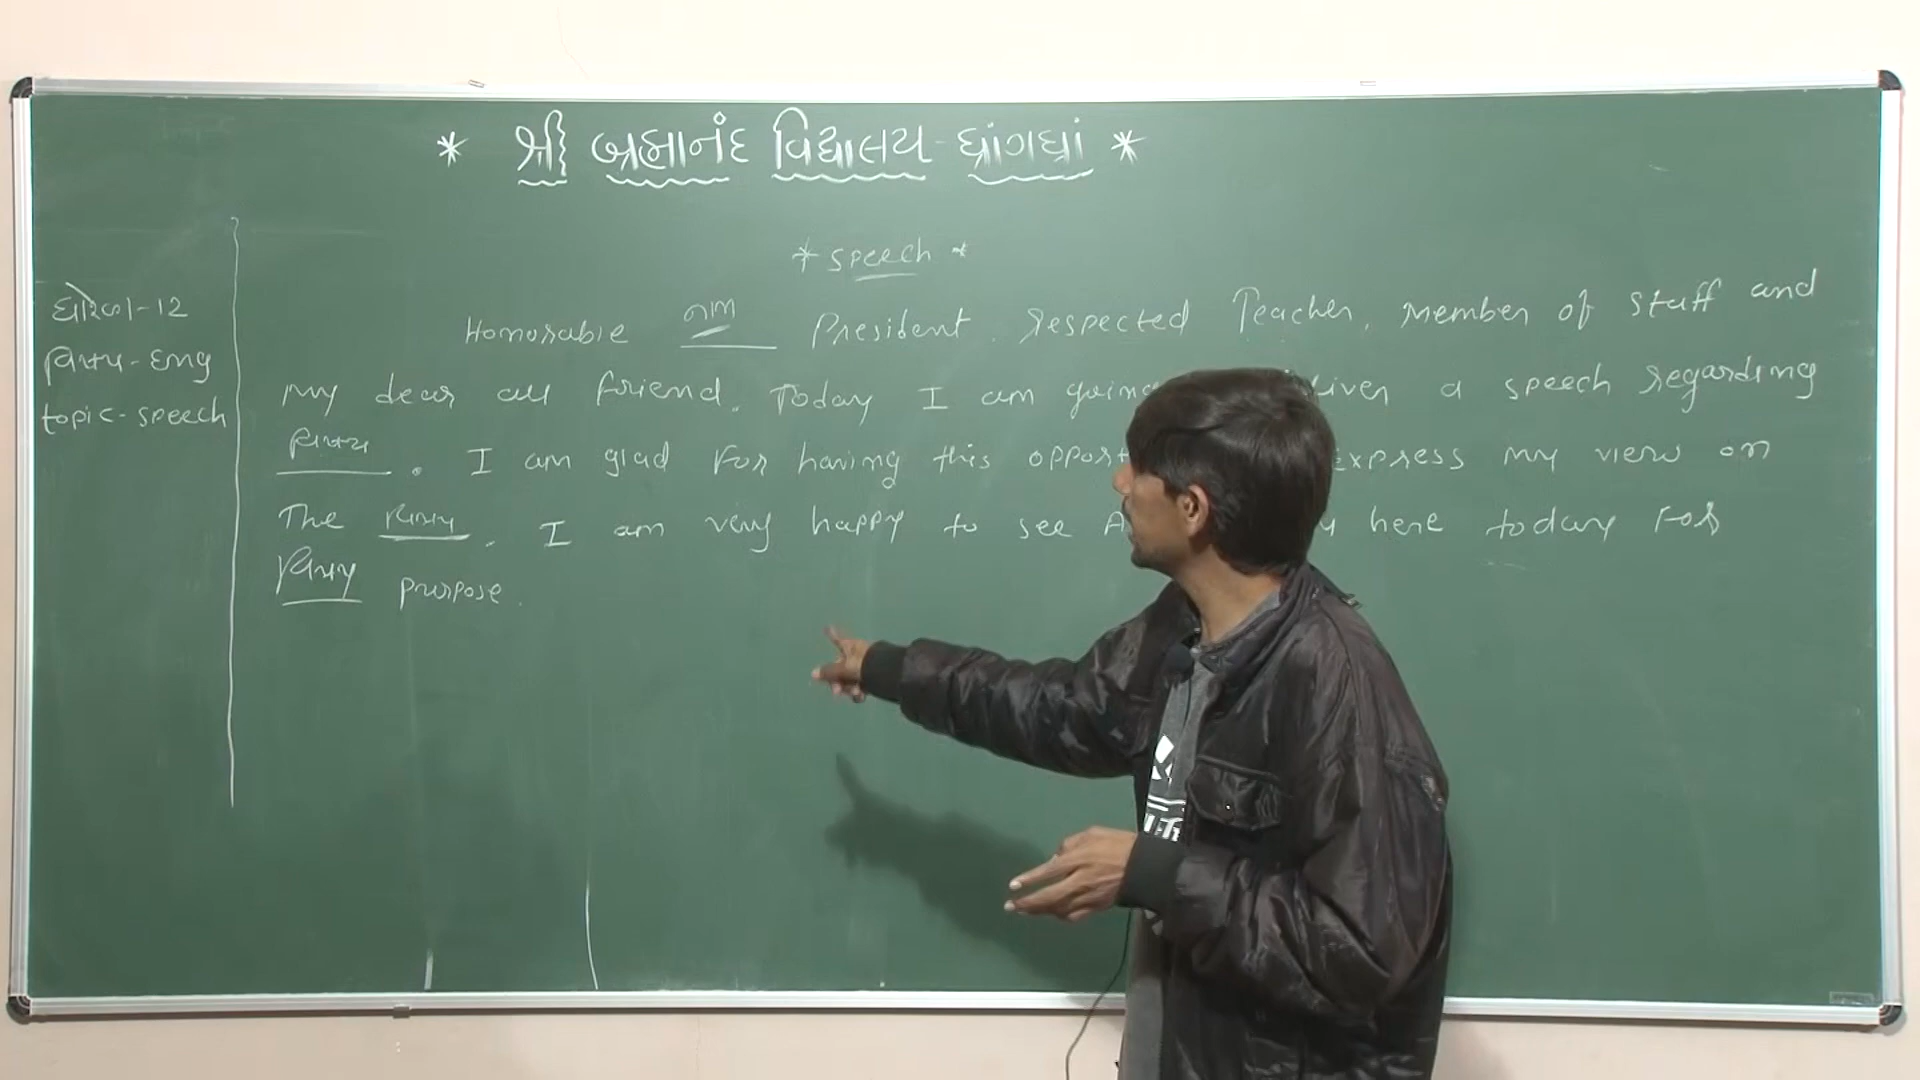 * શ્રી બ્રહ્માનંદ વિદ્યાલય - ધ્રાંગધ્રાં *
* speech *
ધોરણ-12
વિષય-Eng
topic-speech
Honorable નામ President. respected Teacher, member of staff and
my dear all friend. Today I am going a speech regarding
વિષય. I am glad for having this express my view on
The વિષય. I am very happy to see here today for
વિષય purpose.